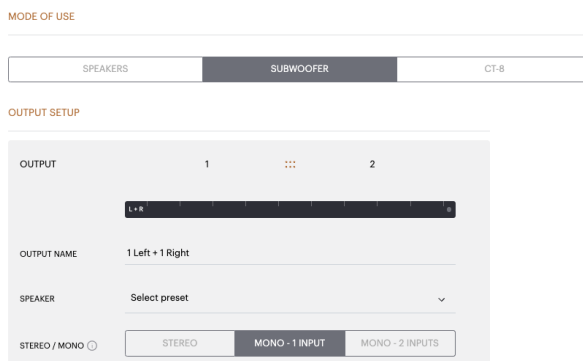 MODE OF USE
SPEAKERS SUBWOOFER CT-8
OUTPUT SETUP
OUTPUT 1 2
L + R
OUTPUT NAME 1 Left + 1 Right
SPEAKER Select preset
STEREO / MONO STEREO MONO - 1 INPUT MONO - 2 INPUTS